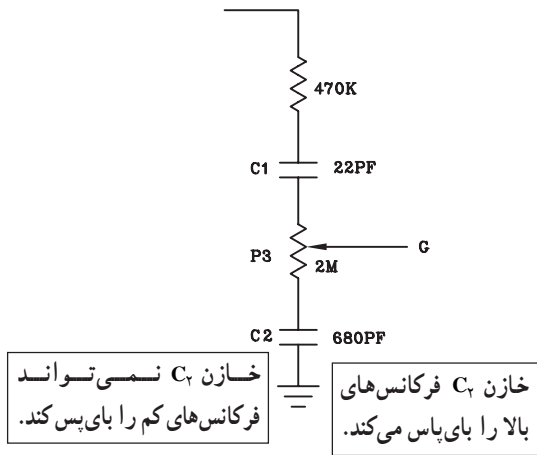 470K
C1 22PF
P3 2M G
C2 680PF
خازن C۲ نمی‌تواند
فرکانس‌های کم را بای‌پس کند.
خازن C۲ فرکانس‌های
بالا را بای‌پاس می‌کند.